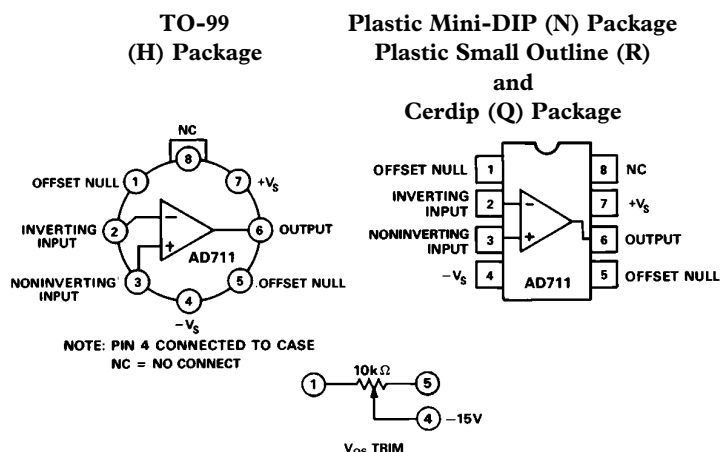 TO-99
(H) Package
NC
8
OFFSET NULL
1
7
+VS
INVERTING
INPUT
2
−
6
OUTPUT
+
AD711
NONINVERTING
INPUT
3
5
OFFSET NULL
4
−VS
NOTE: PIN 4 CONNECTED TO CASE
NC = NO CONNECT
Plastic Mini-DIP (N) Package
Plastic Small Outline (R)
and
Cerdip (Q) Package
OFFSET NULL
1
8
NC
INVERTING
INPUT
2
−
7
+VS
NONINVERTING
INPUT
3
+
6
OUTPUT
−VS
4
AD711
5
OFFSET NULL
10kΩ
1
5
4
−15V
VOS TRIM